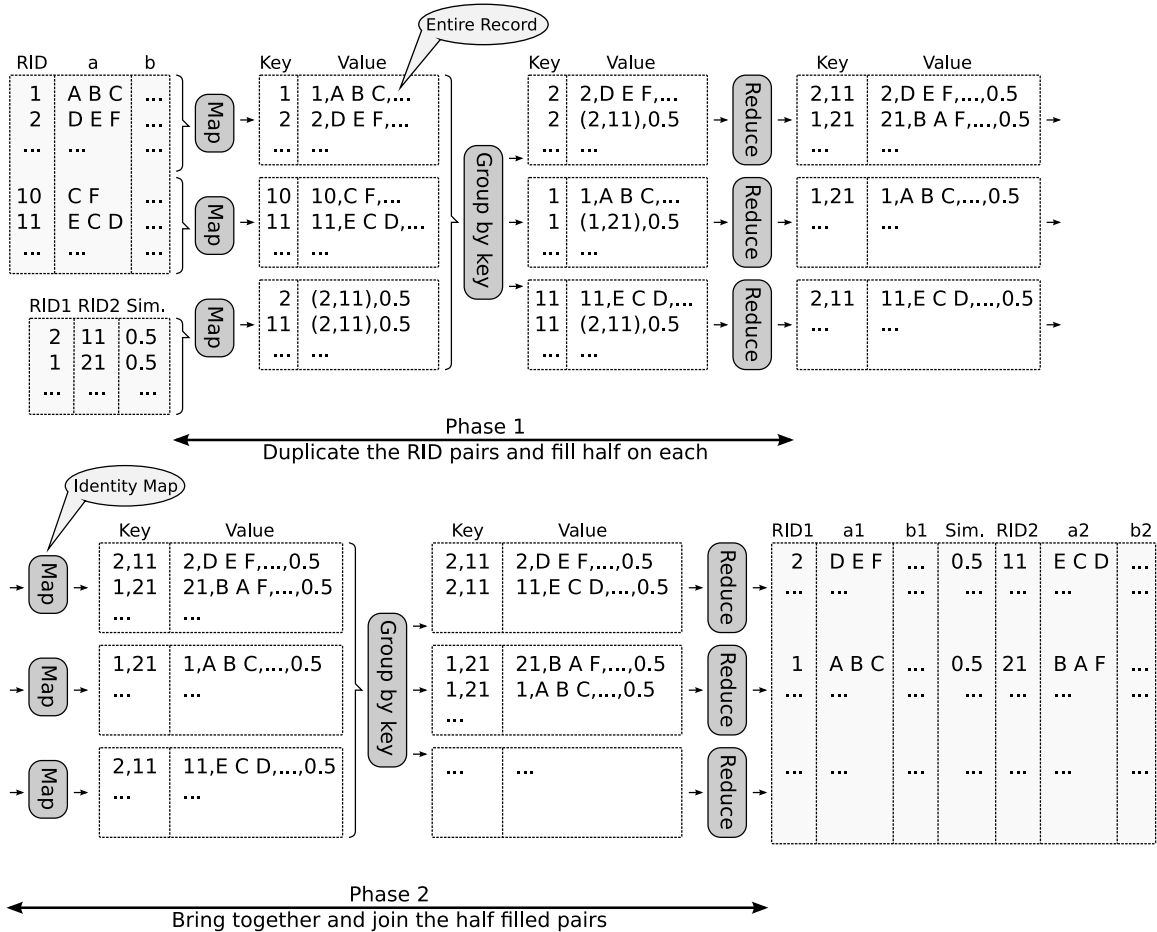 Entire Record
RID a b Key Value Key Value Key Value
1 A B C ... 1 1,A B C,... 2 2,D E F,... 2,11 2,D E F,...,0.5
2 D E F ... Map 2 2,D E F,... 2 (2,11),0.5 Reduce 1,21 21,B A F,...,0.5
... ... ... ... ... ... ... ...
10 C F ... 10 10,C F,... 1 1,A B C,... 1,21 1,A B C,...,0.5
11 E C D ... Map 11 11,E C D,... Group by key 1 (1,21),0.5 Reduce ... ...
... ... ... ... ... ... ...
RID1 RID2 Sim. 2 (2,11),0.5 11 11,E C D,... 2,11 11,E C D,...,0.5
2 11 0.5 Map 11 (2,11),0.5 11 (2,11),0.5 Reduce ... ...
1 21 0.5 ... ... ... ...
... ... ...
Phase 1
Duplicate the RID pairs and fill half on each
Identity Map
Key Value Key Value RID1 a1 b1 Sim. RID2 a2 b2
2,11 2,D E F,...,0.5 2,11 2,D E F,...,0.5 2 D E F ... 0.5 11 E C D ...
Map 1,21 21,B A F,...,0.5 2,11 11,E C D,...,0.5 Reduce ... ... ... ... ... ... ...
... ...
1,21 1,A B C,...,0.5 1,21 21,B A F,...,0.5 1 A B C ... 0.5 21 B A F ...
Map ... ... Group by key 1,21 1,A B C,...,0.5 Reduce ... ... ... ... ... ... ...
...
2,11 11,E C D,...,0.5 ... ... ... ... ... ... ... ... ...
Map ... ... Reduce
Phase 2
Bring together and join the half filled pairs